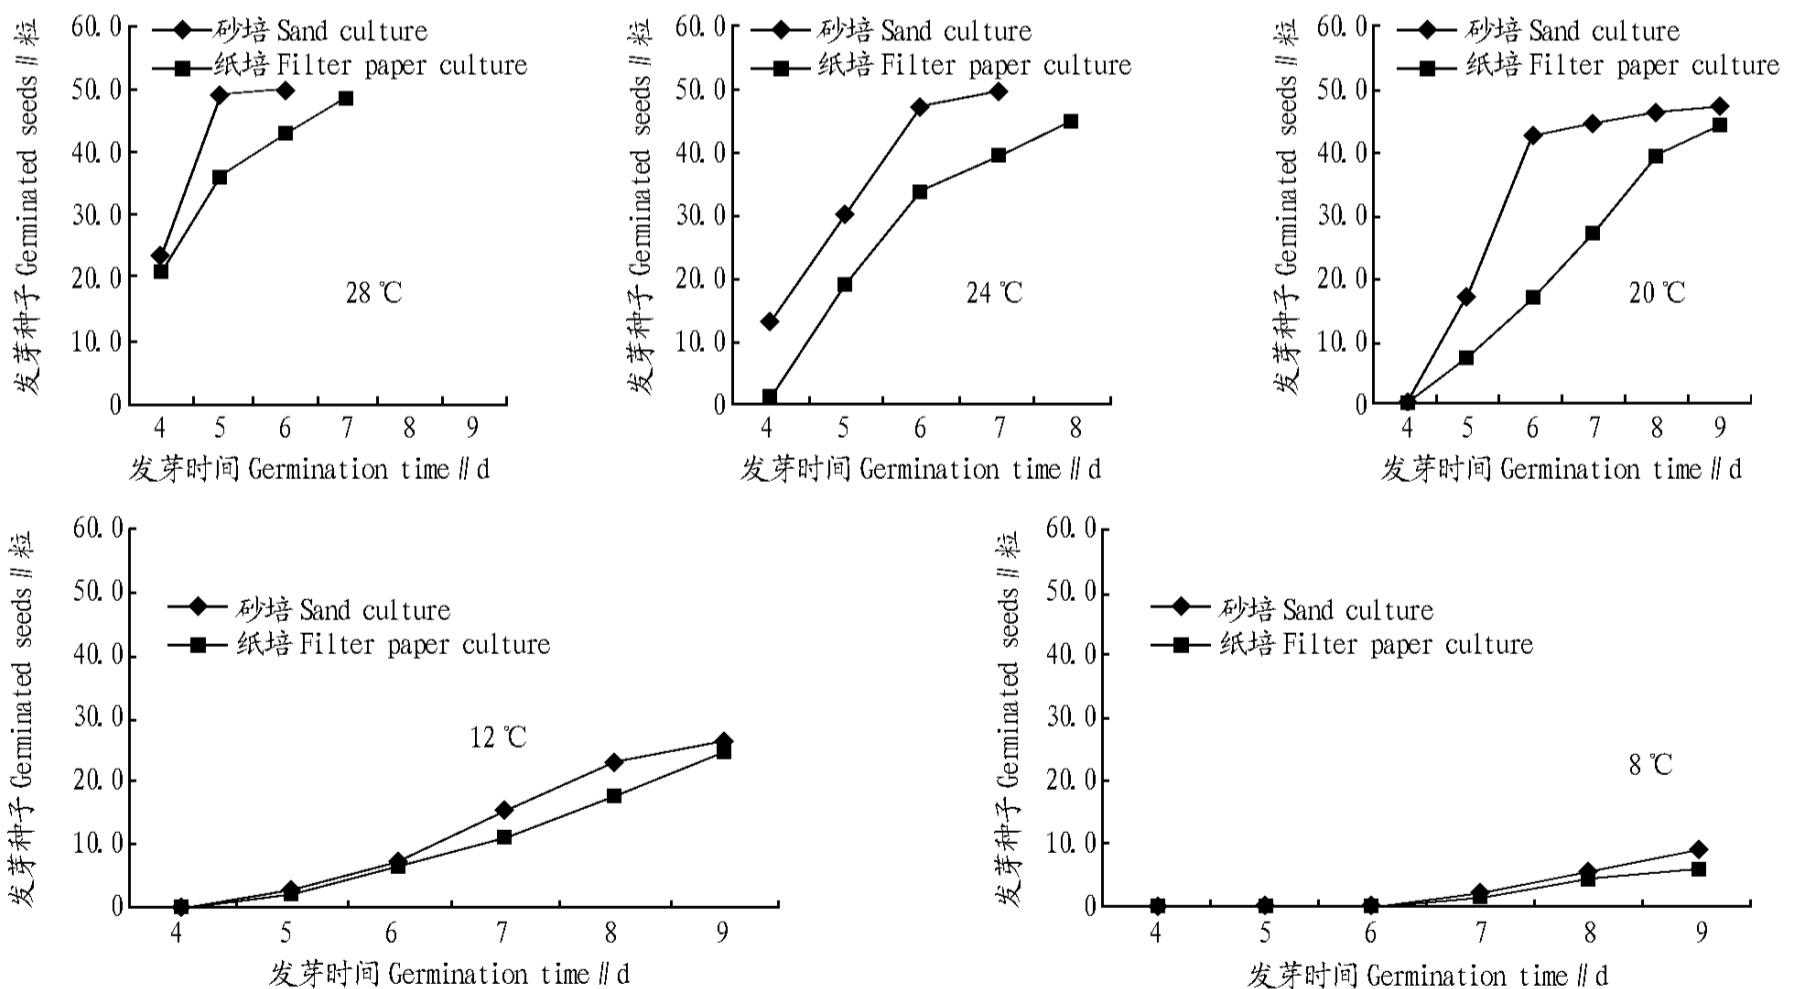 发芽种子 Germinated seeds∥粒
60.0
50.0
40.0
30.0
20.0
10.0
0
砂培 Sand culture
纸培 Filter paper culture
28 ℃
4 5 6 7 8 9
发芽时间 Germination time∥d
发芽种子 Germinated seeds∥粒
60.0
50.0
40.0
30.0
20.0
10.0
0
砂培 Sand culture
纸培 Filter paper culture
24 ℃
4 5 6 7 8
发芽时间 Germination time∥d
发芽种子 Germinated seeds∥粒
60.0
50.0
40.0
30.0
20.0
10.0
0
砂培 Sand culture
纸培 Filter paper culture
20 ℃
4 5 6 7 8 9
发芽时间 Germination time∥d
发芽种子 Germinated seeds∥粒
60.0
50.0
40.0
30.0
20.0
10.0
0
砂培 Sand culture
纸培 Filter paper culture
12 ℃
4 5 6 7 8 9
发芽时间 Germination time∥d
发芽种子 Germinated seeds∥粒
60.0
50.0
40.0
30.0
20.0
10.0
0
砂培 Sand culture
纸培 Filter paper culture
8 ℃
4 5 6 7 8 9
发芽时间 Germination time∥d